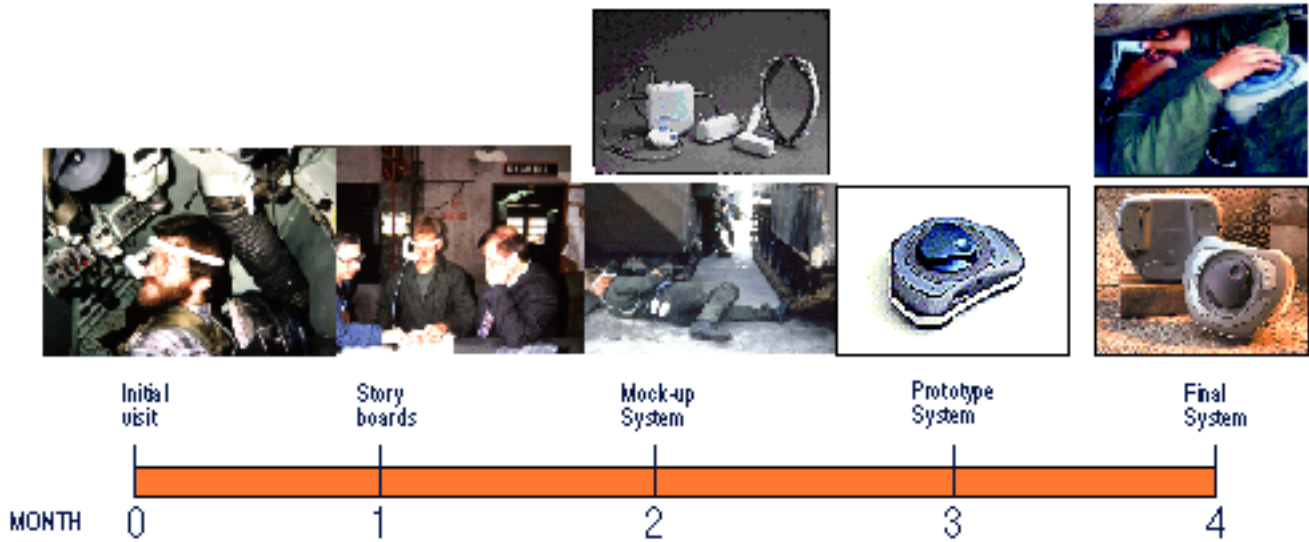 Initial
visit
Story
boards
Mock-up
System
Prototype
System
Final
System
MONTH 0 1 2 3 4